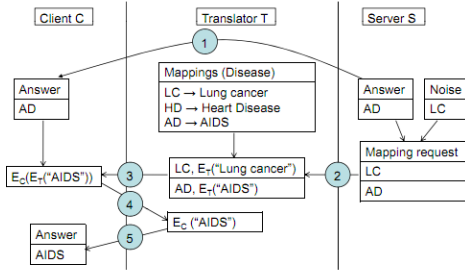 Client C
Translator T
Server S
1
Mappings (Disease)
LC → Lung cancer
HD → Heart Disease
AD → AIDS
Answer
AD
Answer
AD
Noise
LC
Mapping request
LC
AD
E_C(E_T("AIDS"))
3
LC, E_T("Lung cancer")
AD, E_T("AIDS")
2
4
E_C ("AIDS")
5
Answer
AIDS